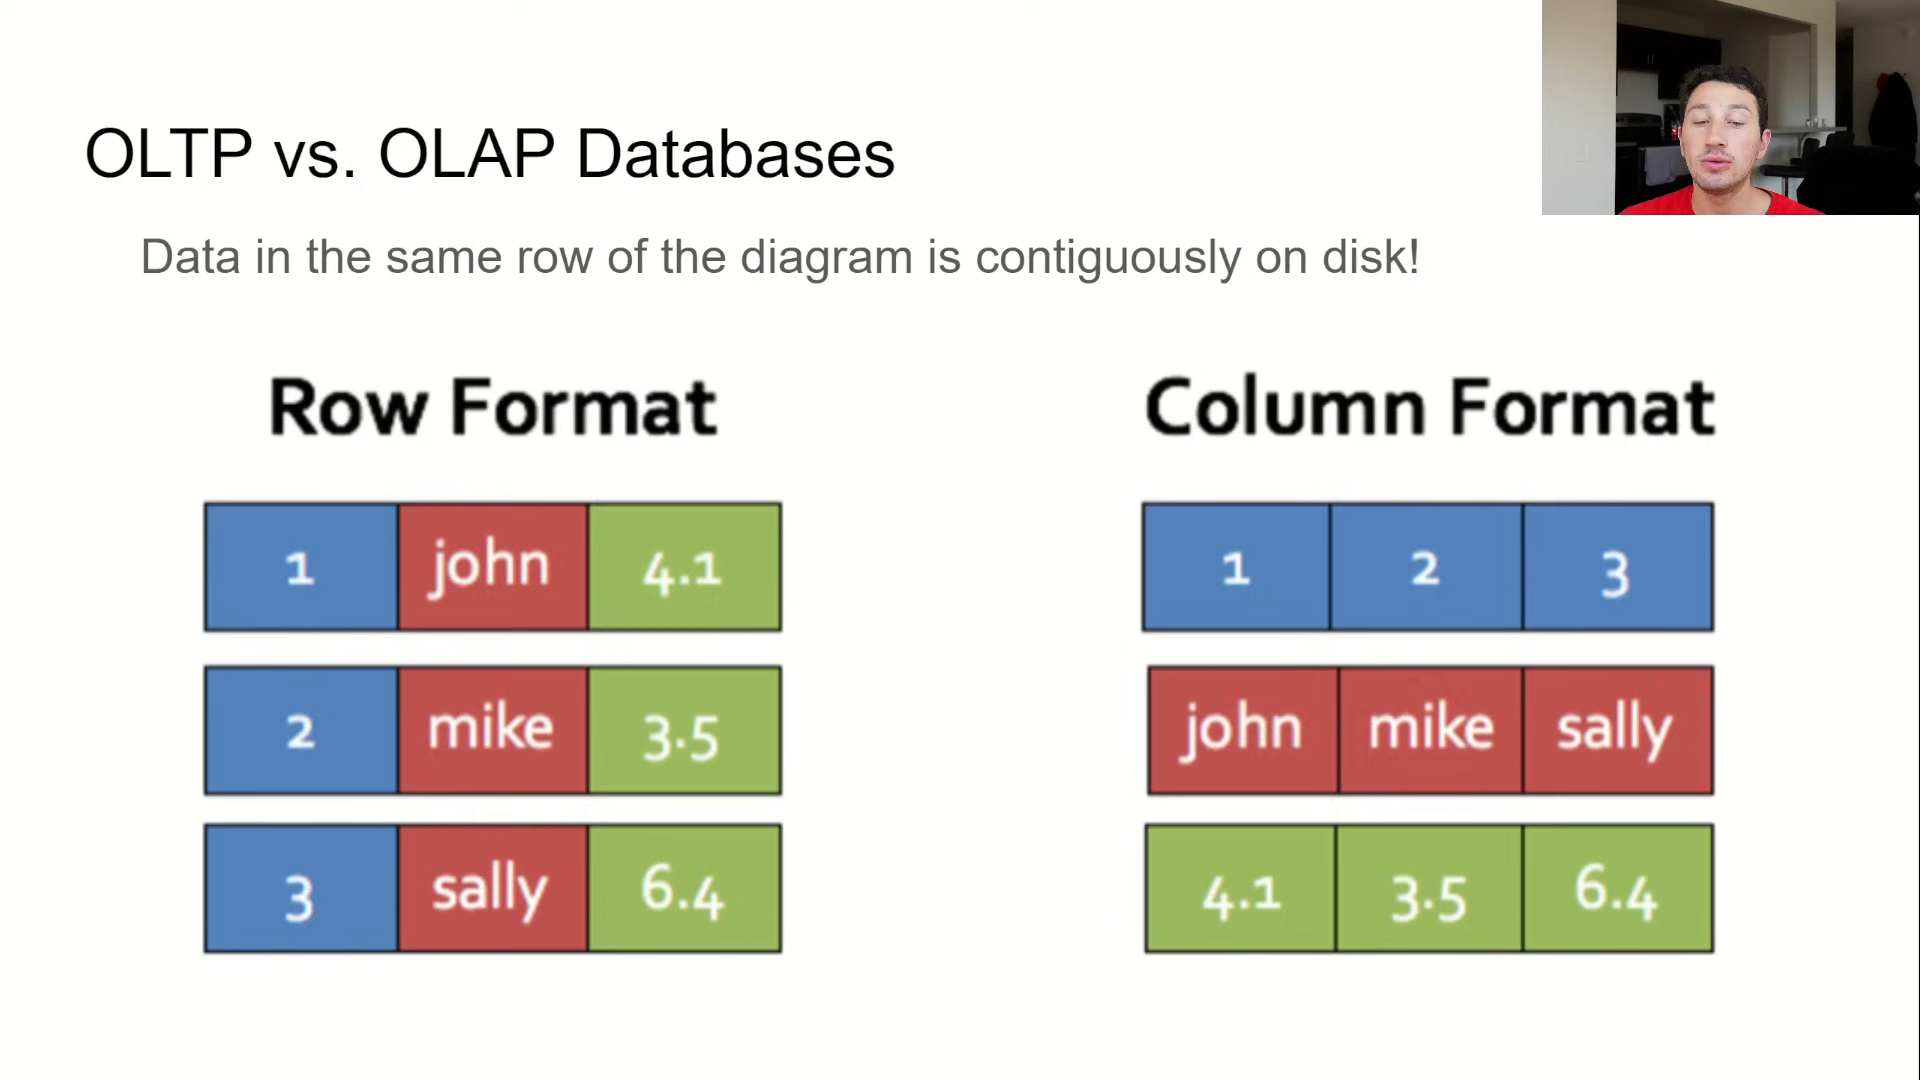 OLTP vs. OLAP Databases
Data in the same row of the diagram is contiguously on disk!
Row Format
1 john 4.1
2 mike 3.5
3 sally 6.4
Column Format
1 2 3
john mike sally
4.1 3.5 6.4